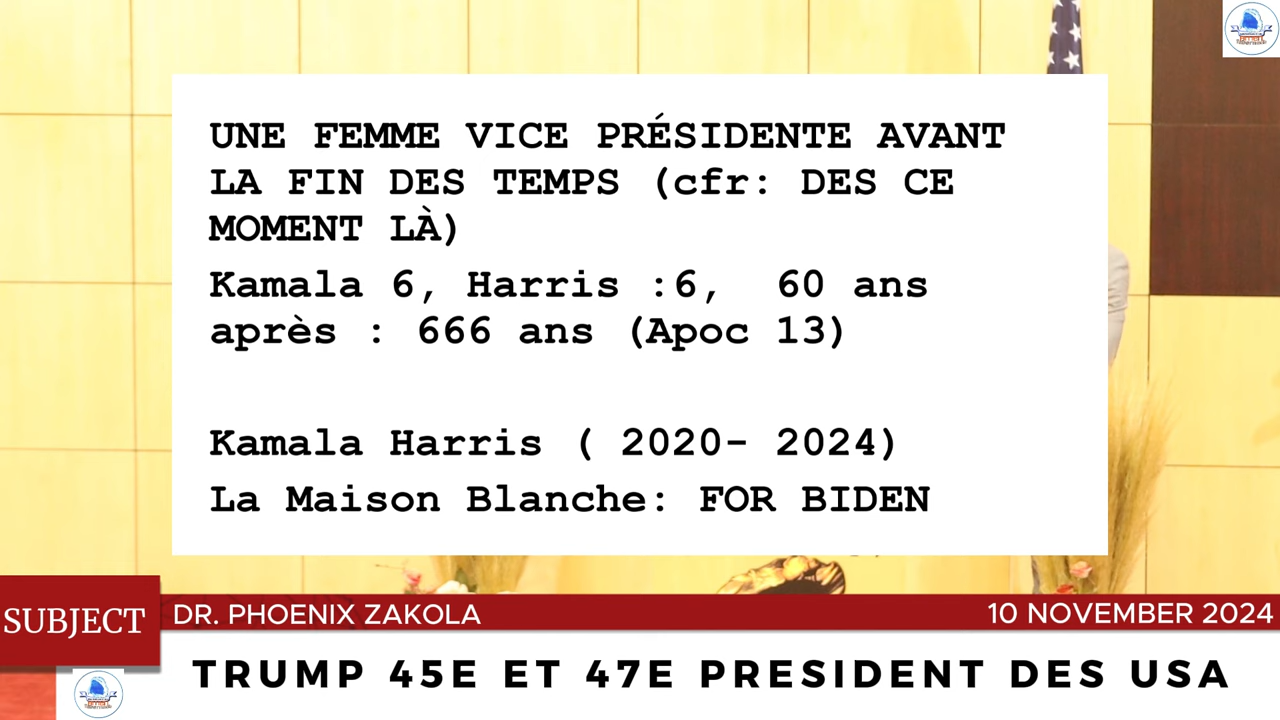 UNE FEMME VICE PRÉSIDENTE AVANT
LA FIN DES TEMPS (cfr: DES CE
MOMENT LÀ)
Kamala 6, Harris :6, 60 ans
après : 666 ans (Apoc 13)
Kamala Harris ( 2020- 2024)
La Maison Blanche: FOR BIDEN
SUBJECT
DR. PHOENIX ZAKOLA
10 NOVEMBER 2024
TRUMP 45E ET 47E PRESIDENT DES USA